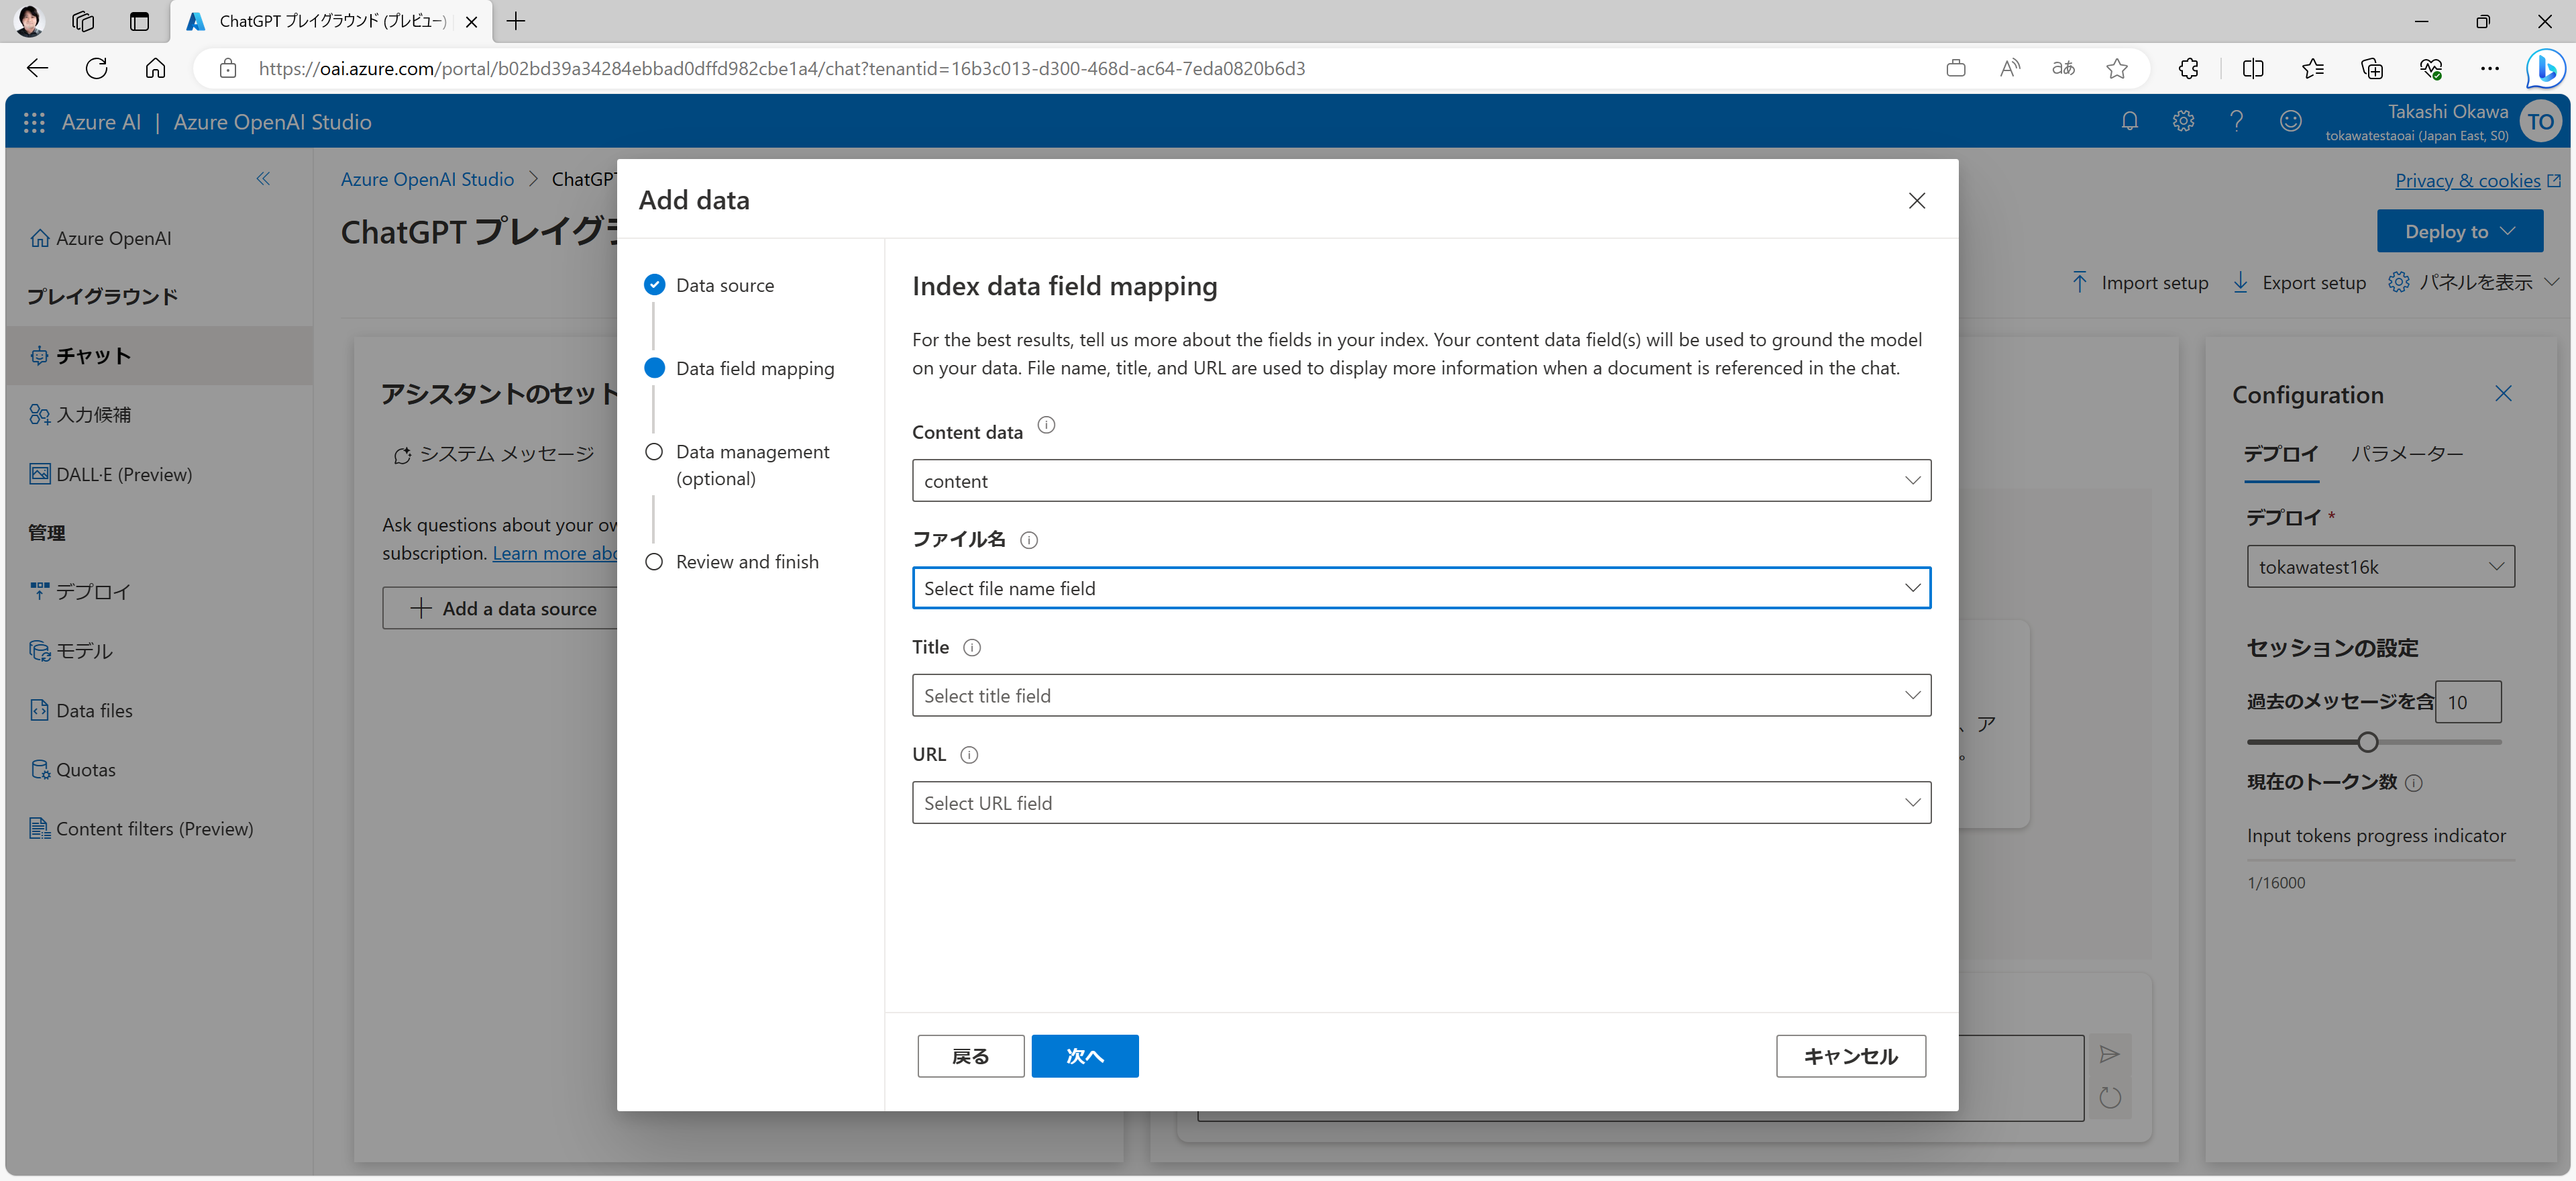 ChatGPT プレイグラウンド (プレビュー)
https://oai.azure.com/portal/b02bd39a34284ebbad0dffd982cbe1a4/chat?tenantid=16b3c013-d300-468d-ac64-7eda0820b6d3
Azure AI | Azure OpenAI Studio
Takashi Okawa
tokawatestaoai (Japan East, S0)
TO
Azure OpenAI Studio > ChatGPT
Privacy & cookies
ChatGPT プレイグラ
Deploy to
Import setup
Export setup
パネルを表示
Azure OpenAI
プレイグラウンド
チャット
入力候補
DALL·E (Preview)
管理
デプロイ
モデル
Data files
Quotas
Content filters (Preview)
アシスタントのセット
システム メッセージ
Ask questions about your ow
subscription. Learn more abo
Add a data source
Add data
Data source
Data field mapping
Data management
(optional)
Review and finish
Index data field mapping
For the best results, tell us more about the fields in your index. Your content data field(s) will be used to ground the model
on your data. File name, title, and URL are used to display more information when a document is referenced in the chat.
Content data
content
ファイル名
Select file name field
Title
Select title field
URL
Select URL field
戻る
次へ
キャンセル
、ア
。
Configuration
デプロイ
パラメーター
デプロイ *
tokawatest16k
セッションの設定
過去のメッセージを含
10
現在のトークン数
Input tokens progress indicator
1/16000